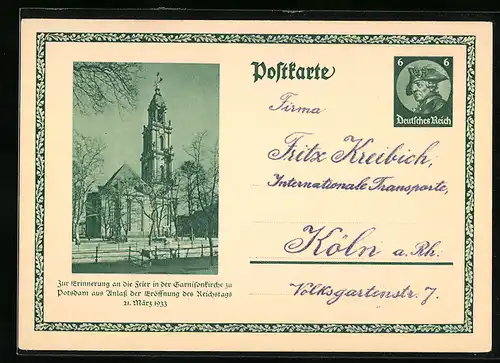 Postkarte
6 6
Deutsches Reich
Firma
Fritz Kreibich,
Internationale Transporte,
Köln a. Rh.
Volksgartenstr. 7.
Zur Erinnerung an die Feier in der Garnisonkirche zu
Potsdam aus Anlaß der Eröffnung des Reichstags
21. März 1933